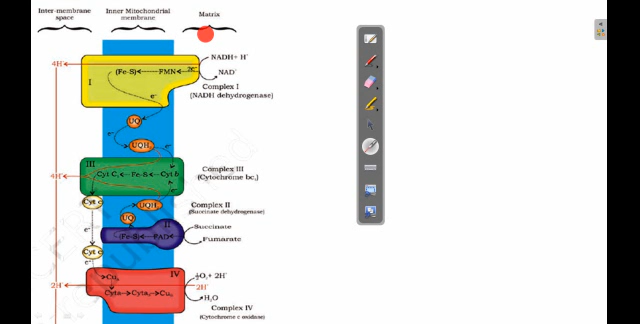 Inter-membrane space
Inner Mitochondrial membrane
Matrix
4H⁺
(Fe-S)
FMN
2e⁻
NADH+ H⁺
NAD⁺
I
Complex I
(NADH dehydrogenase)
e⁻
e⁻
UQ
e⁻
UQH₂
III
Cyt C₁
Fe-S
Cyt b
4H⁺
Complex III
(Cytochrome bc₁)
Cyt c
UQH₂
Complex II
(Succinate dehydrogenase)
UQ
II
(Fe-S)
FAD
Succinate
Fumarate
e⁻
Cyt c
e⁻
IV
Cyta
Cyta₃
2H⁺
½O₂ + 2H⁺
2H⁺
H₂O
Complex IV
(Cytochrome c oxidase)